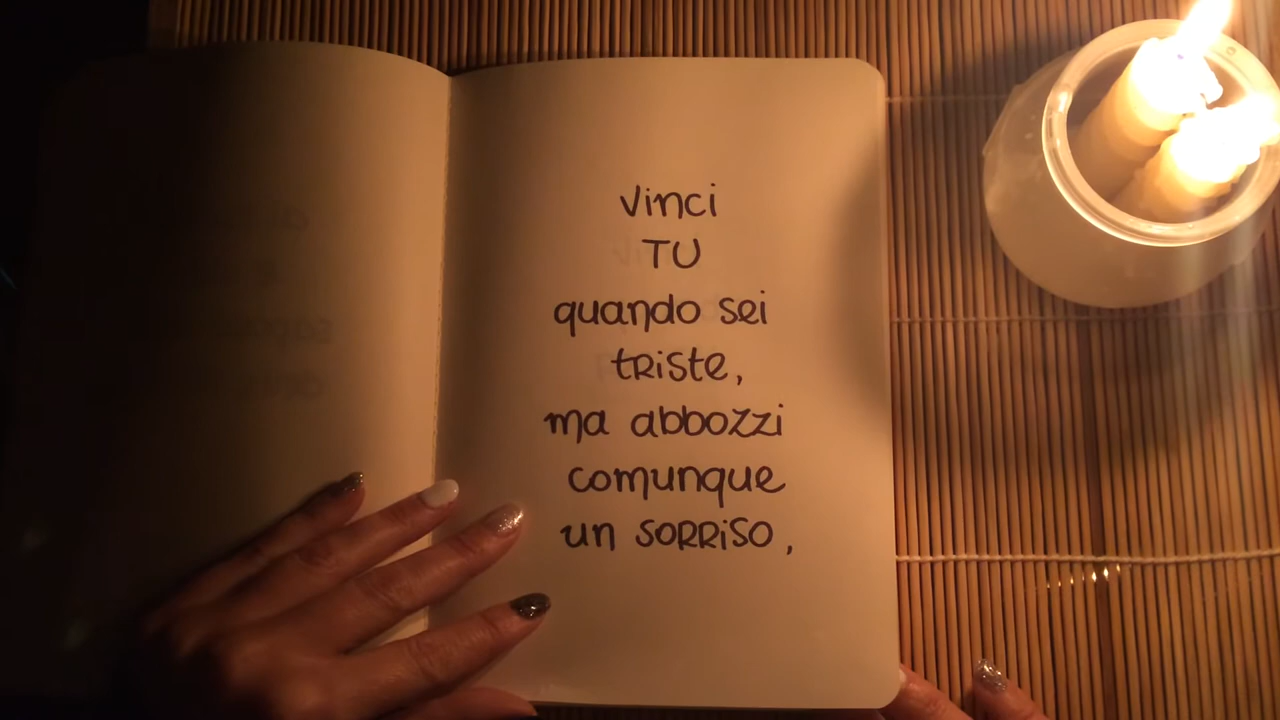 vinci
TU
quando sei
triste,
ma abbozzi
comunque
un sorriso,